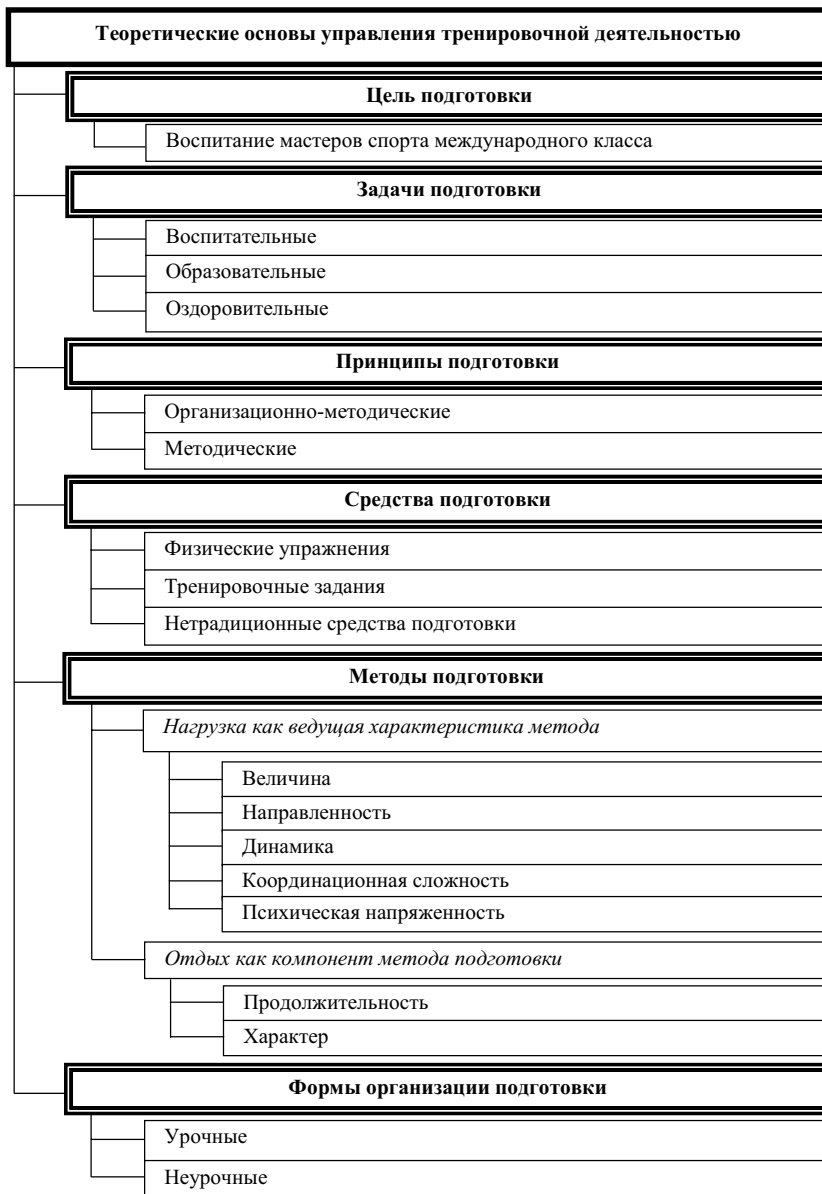 Теоретические основы управления тренировочной деятельностью
Цель подготовки
Воспитание мастеров спорта международного класса
Задачи подготовки
Воспитательные
Образовательные
Оздоровительные
Принципы подготовки
Организационно-методические
Методические
Средства подготовки
Физические упражнения
Тренировочные задания
Нетрадиционные средства подготовки
Методы подготовки
Нагрузка как ведущая характеристика метода
Величина
Направленность
Динамика
Координационная сложность
Психическая напряженность
Отдых как компонент метода подготовки
Продолжительность
Характер
Формы организации подготовки
Урочные
Неурочные